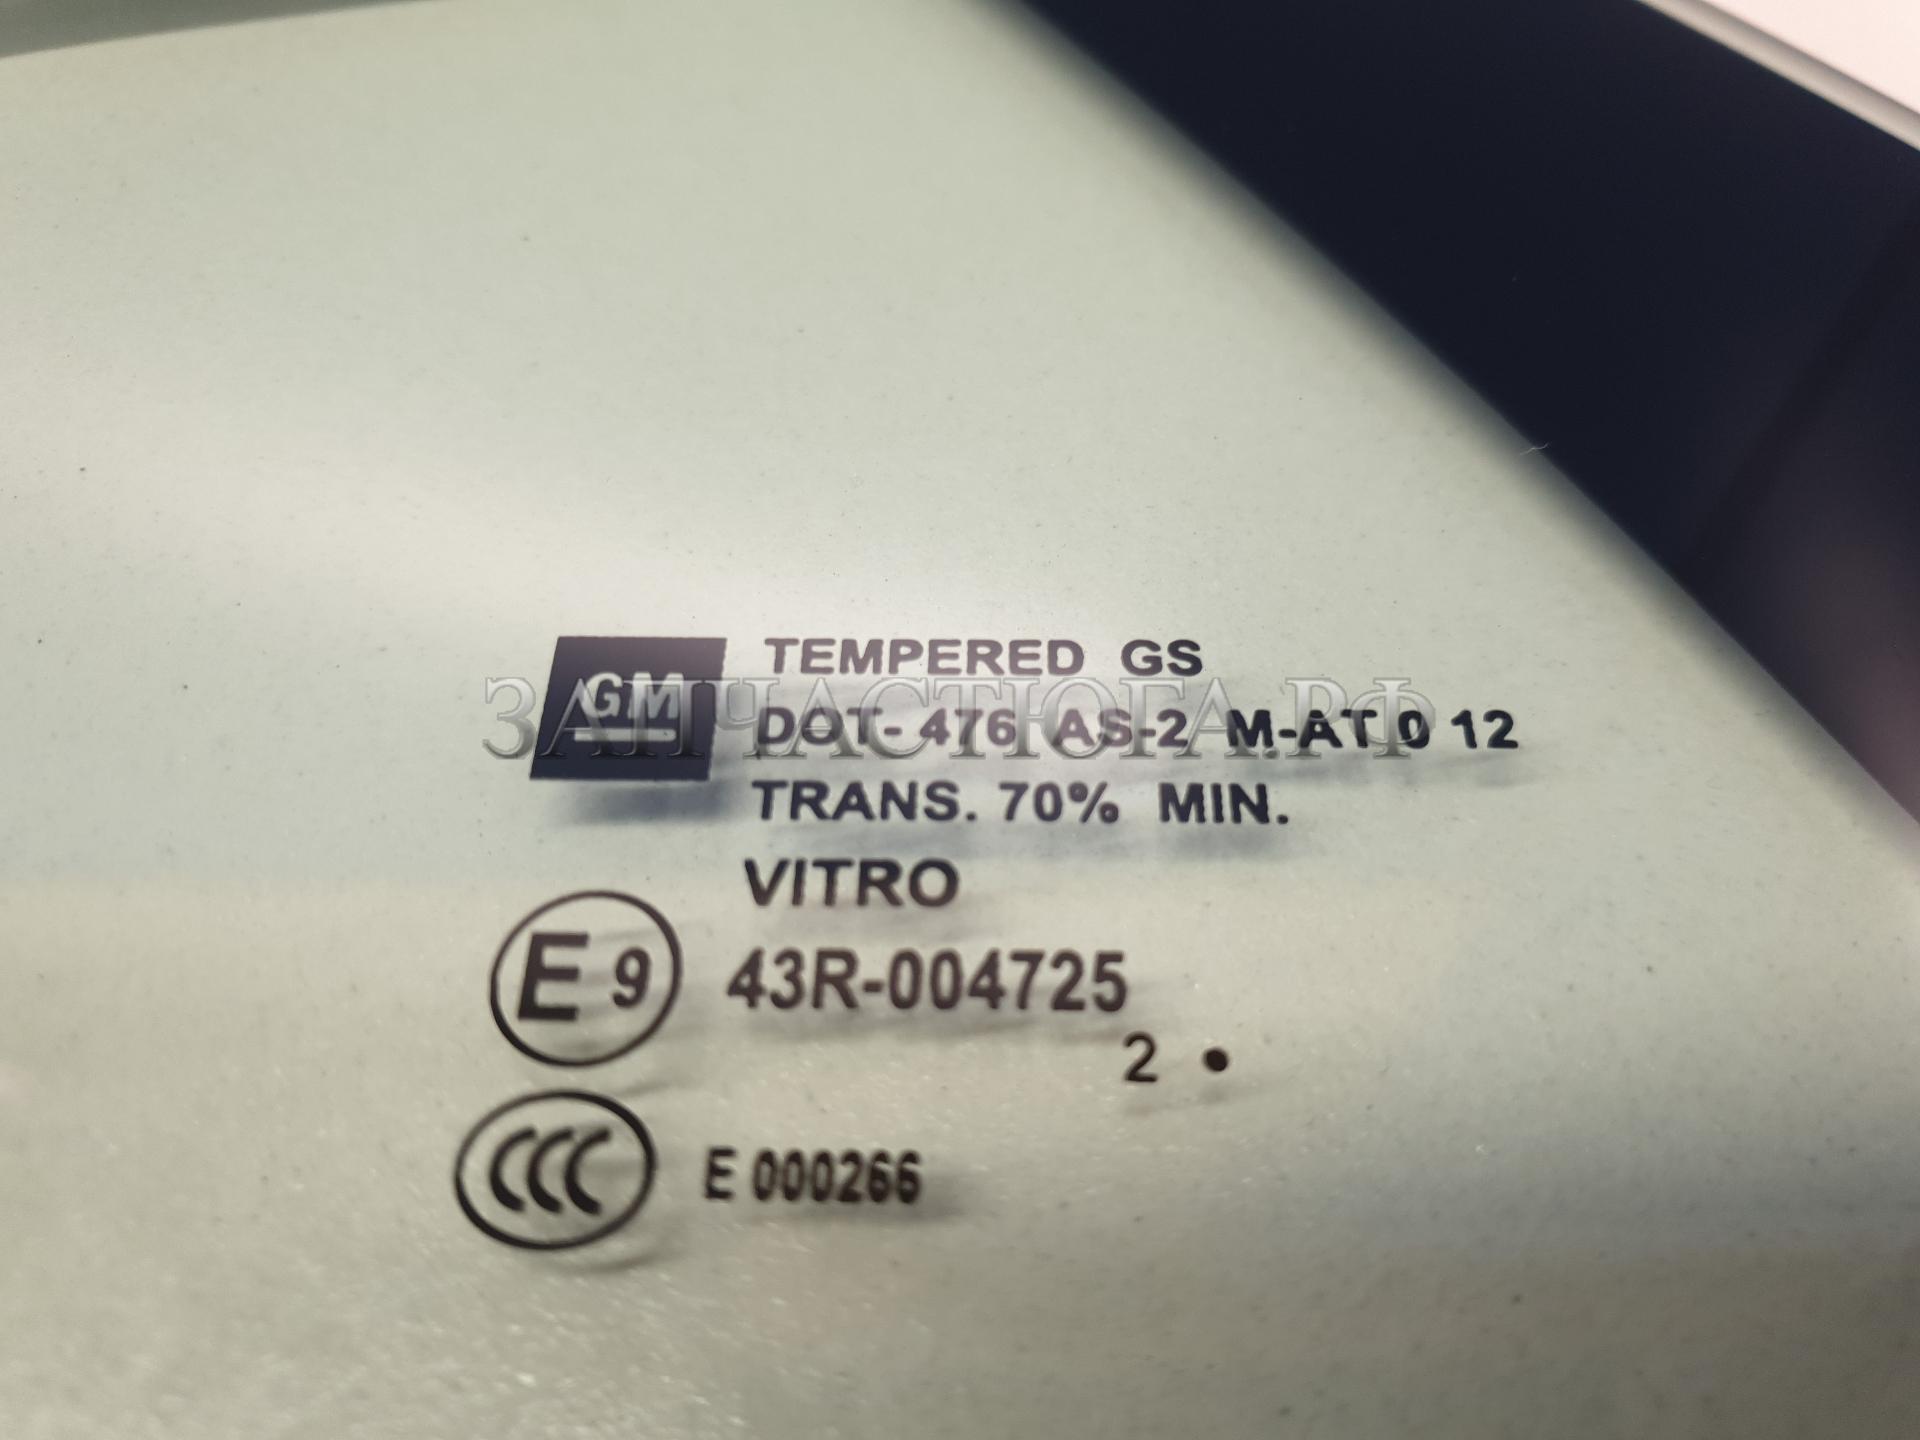 GM
TEMPERED GS
DOT- 476 AS-2 M-AT 0 12
TRANS. 70% MIN.
VITRO
E 9 43R-004725
2 •
CCC E 000266
ЗАПЧАСТЮГА.РФ